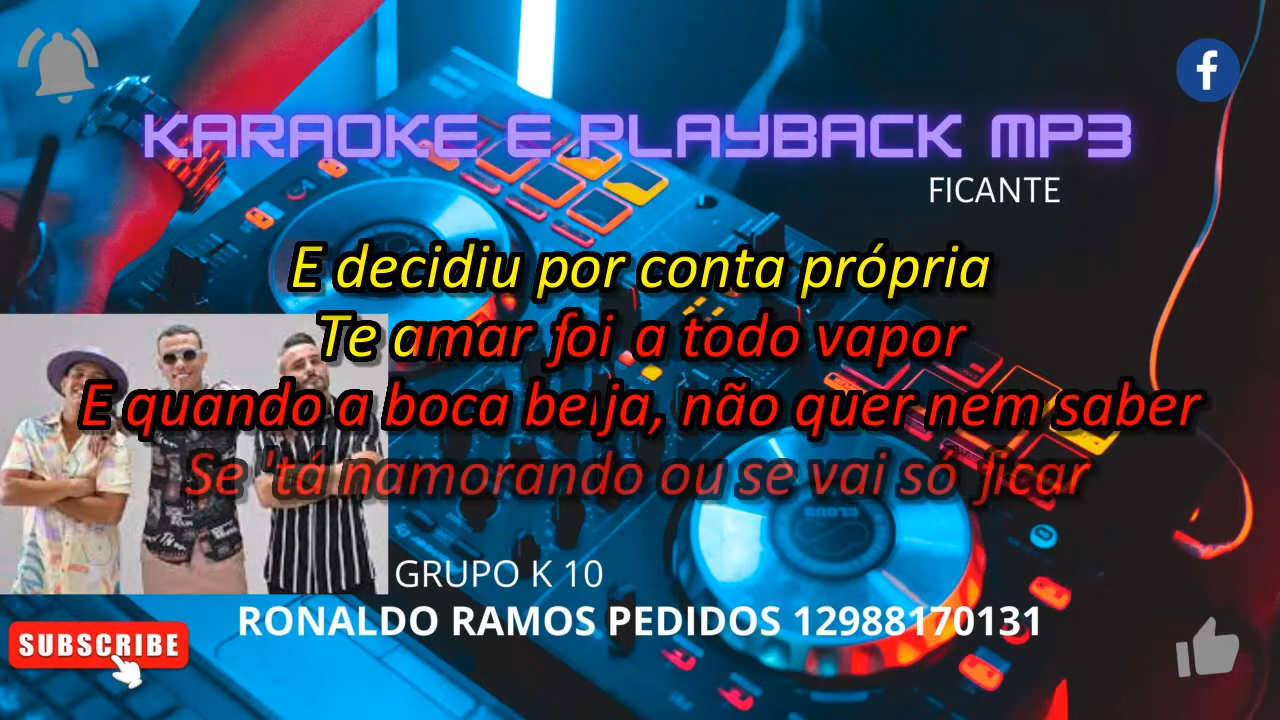 KARAOKE E PLAYBACK MP3
FICANTE
E decidiu por conta própria
Te amar foi a todo vapor
E quando a boca beija, não quer nem saber
Se 'tá namorando ou se vai só ficar
GRUPO K 10
RONALDO RAMOS PEDIDOS 12988170131
SUBSCRIBE